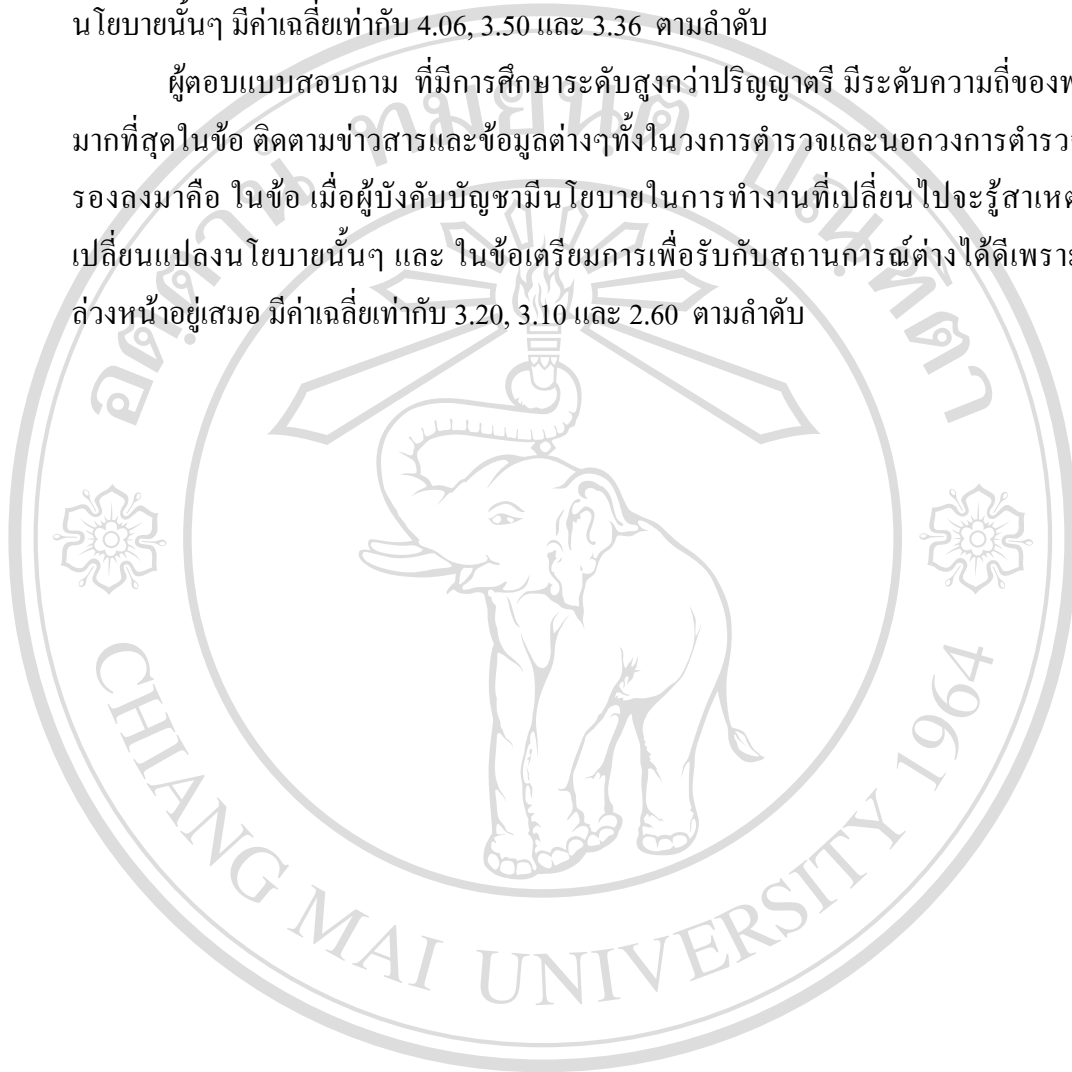 นโยบายนั้นๆ มีค่าเฉลี่ยเท่ากับ 4.06, 3.50 และ 3.36 ตามลำดับ
ผู้ตอบแบบสอบถาม ที่มีการศึกษาระดับสูงกว่าปริญญาตรี มีระดับความถี่ของพ
มากที่สุดในข้อ ติดตามข่าวสารและข้อมูลต่างๆทั้งในวงการตำรวจและนอกวงการตำรว
รองลงมาคือ ในข้อ เมื่อผู้บังคับบัญชามีนโยบายในการทำงานที่เปลี่ยนไปจะรู้สาเหต
เปลี่ยนแปลงนโยบายนั้นๆ และ ในข้อเตรียมการเพื่อรับกับสถานการณ์ต่างได้ดีเพราะ
ล่วงหน้าอยู่เสมอ มีค่าเฉลี่ยเท่ากับ 3.20, 3.10 และ 2.60 ตามลำดับ
อตฺตานํ ทมยนฺติ ปณฺฑิตา
CHIANG MAI UNIVERSITY 1964